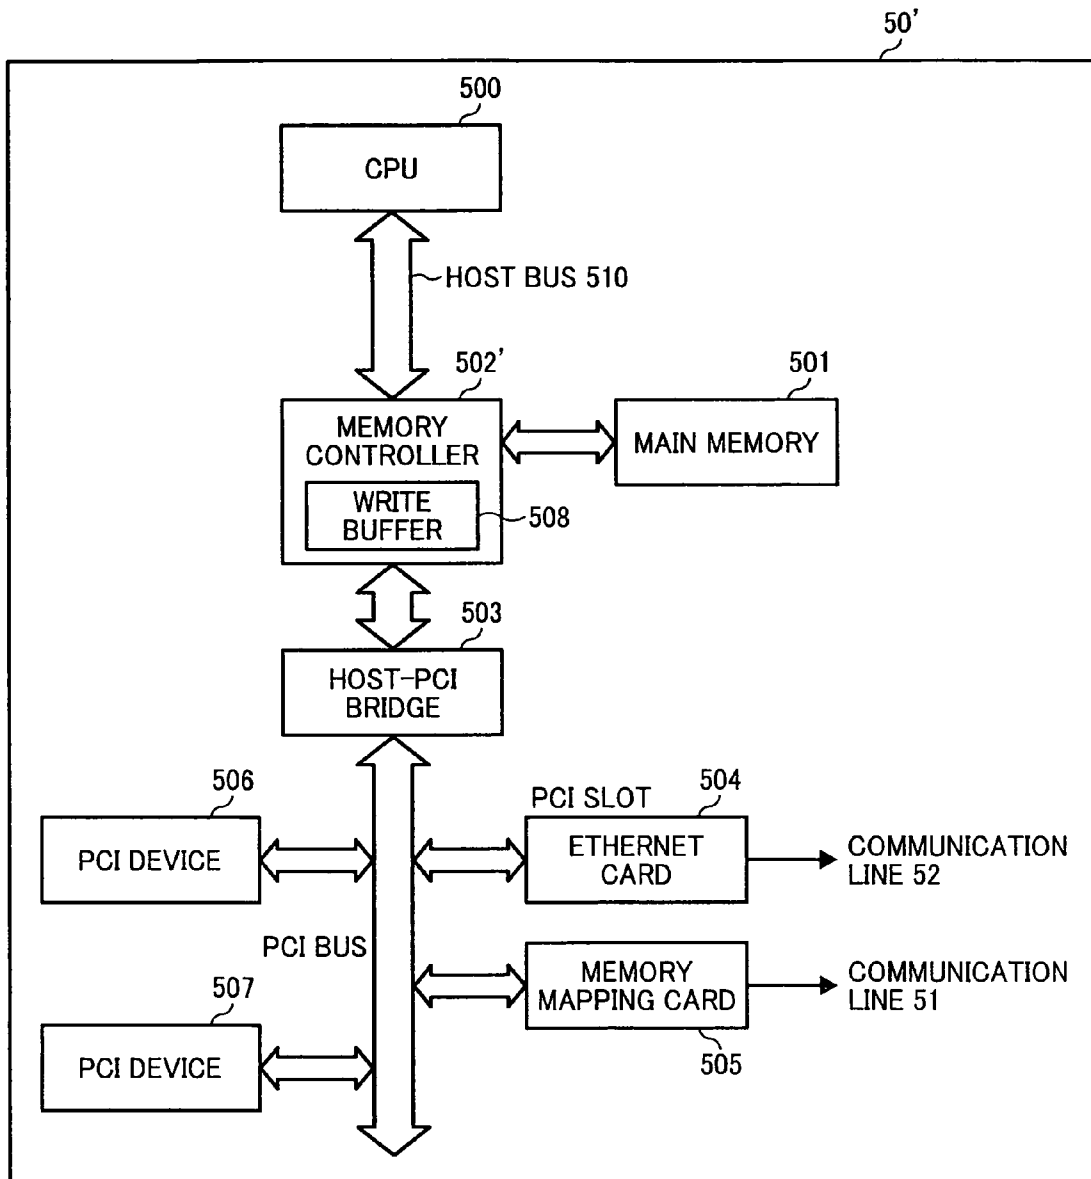 50'
500
CPU
HOST BUS 510
502'
501
MEMORY
CONTROLLER
MAIN MEMORY
WRITE
BUFFER
508
503
HOST-PCI
BRIDGE
506
PCI SLOT
504
PCI DEVICE
ETHERNET
CARD
COMMUNICATION
LINE 52
PCI BUS
MEMORY
MAPPING CARD
COMMUNICATION
LINE 51
507
505
PCI DEVICE